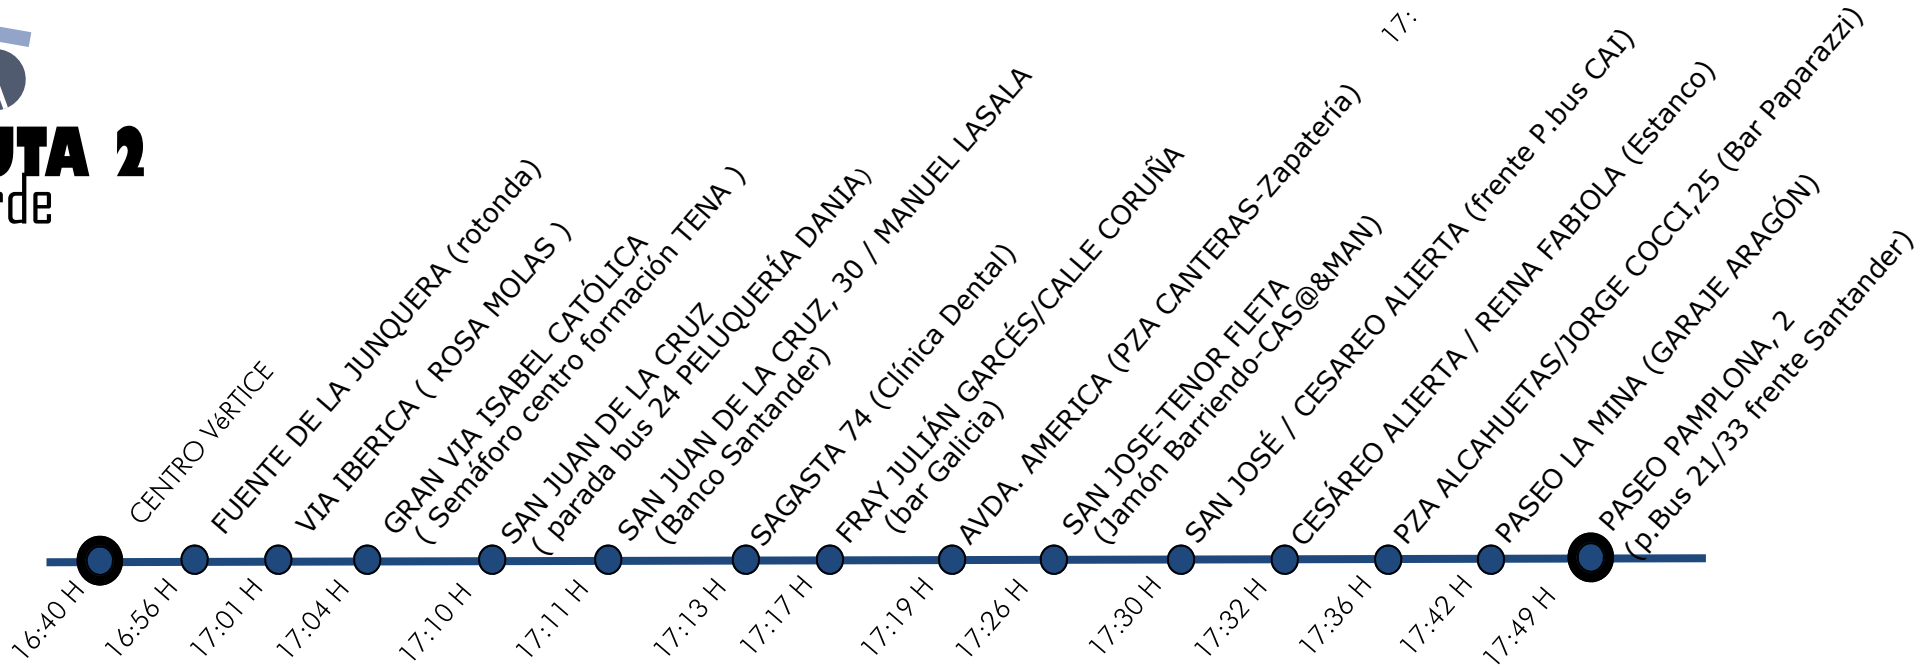 UTA 2
rde
17:
CENTRO VéRTICE
FUENTE DE LA JUNQUERA (rotonda)
VIA IBERICA ( ROSA MOLAS )
GRAN VIA ISABEL CATÓLICA
( Semáforo centro formación TENA )
SAN JUAN DE LA CRUZ
( parada bus 24 PELUQUERÍA DANIA)
SAN JUAN DE LA CRUZ, 30 / MANUEL LASALA
(Banco Santander)
SAGASTA 74 (Clínica Dental)
FRAY JULIÁN GARCÉS/CALLE CORUÑA
(bar Galicia)
AVDA. AMERICA (PZA CANTERAS-Zapatería)
SAN JOSE-TENOR FLETA
(Jamón Barriendo-CAS@&MAN)
SAN JOSÉ / CESAREO ALIERTA (frente P.bus CAI)
CESÁREO ALIERTA / REINA FABIOLA (Estanco)
PZA ALCAHUETAS/JORGE COCCI,25 (Bar Paparazzi)
PASEO LA MINA (GARAJE ARAGÓN)
PASEO PAMPLONA, 2
(p.Bus 21/33 frente Santander)
16:40 H
16:56 H
17:01 H
17:04 H
17:10 H
17:11 H
17:13 H
17:17 H
17:19 H
17:26 H
17:30 H
17:32 H
17:36 H
17:42 H
17:49 H